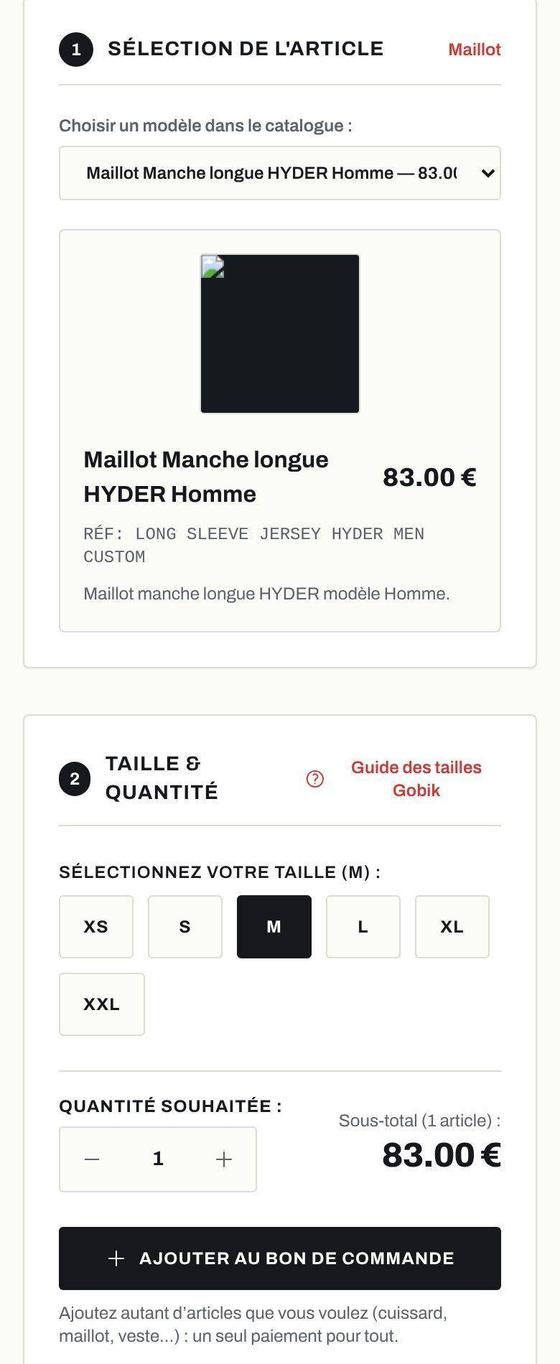 1 SÉLECTION DE L'ARTICLE Maillot
Choisir un modèle dans le catalogue :
Maillot Manche longue HYDER Homme — 83.0
Maillot Manche longue
HYDER Homme
83.00 €
RÉF: LONG SLEEVE JERSEY HYDER MEN
CUSTOM
Maillot manche longue HYDER modèle Homme.
2 TAILLE &
QUANTITÉ
Guide des tailles
Gobik
SÉLECTIONNEZ VOTRE TAILLE (M) :
XS S M L XL
XXL
QUANTITÉ SOUHAITÉE :
Sous-total (1 article) :
− 1 +
83.00 €
+ AJOUTER AU BON DE COMMANDE
Ajoutez autant d'articles que vous voulez (cuissard,
maillot, veste...) : un seul paiement pour tout.